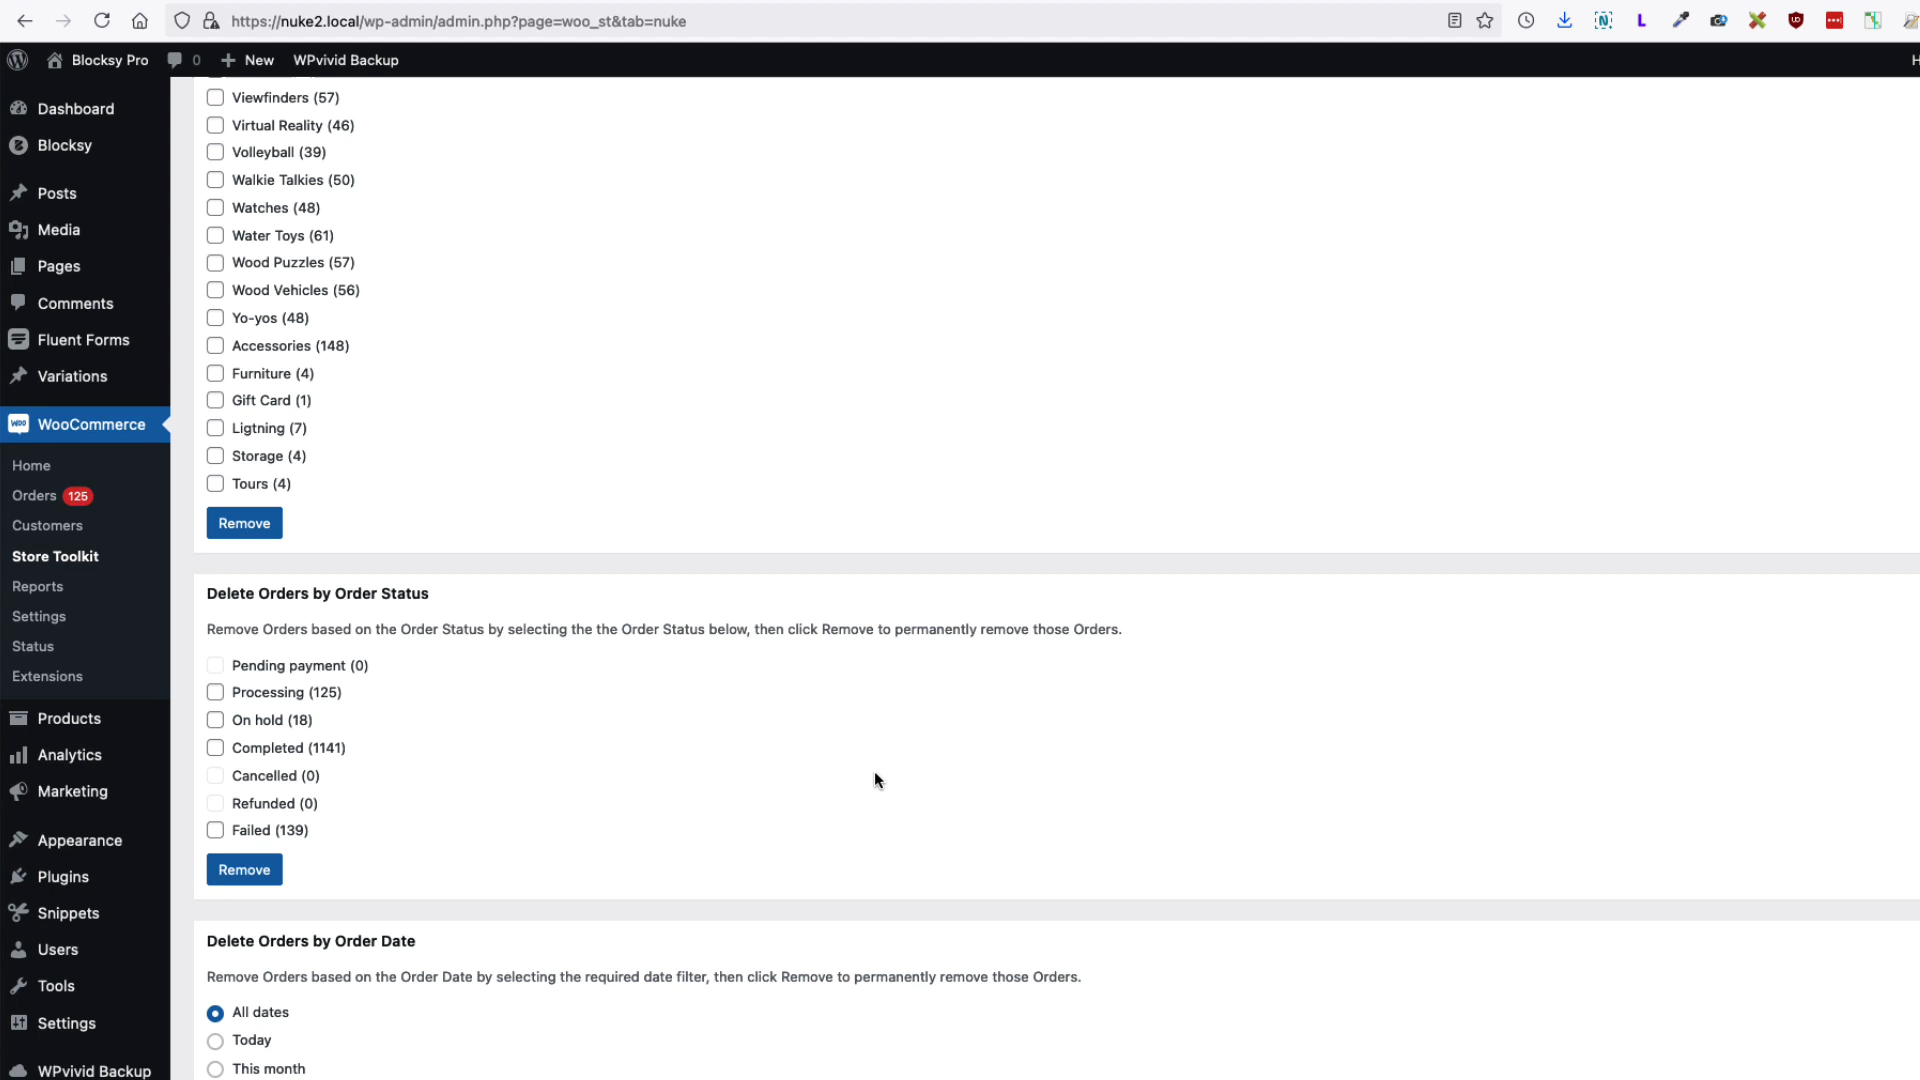 https://nuke2.local/wp-admin/admin.php?page=woo_st&tab=nuke
Blocksy Pro
0
New
WPvivid Backup
H
Dashboard
Blocksy
Posts
Media
Pages
Comments
Fluent Forms
Variations
WooCommerce
Home
Orders 125
Customers
Store Toolkit
Reports
Settings
Status
Extensions
Products
Analytics
Marketing
Appearance
Plugins
Snippets
Users
Tools
Settings
WPvivid Backup
Viewfinders (57)
Virtual Reality (46)
Volleyball (39)
Walkie Talkies (50)
Watches (48)
Water Toys (61)
Wood Puzzles (57)
Wood Vehicles (56)
Yo-yos (48)
Accessories (148)
Furniture (4)
Gift Card (1)
Ligtning (7)
Storage (4)
Tours (4)
Remove
Delete Orders by Order Status
Remove Orders based on the Order Status by selecting the the Order Status below, then click Remove to permanently remove those Orders.
Pending payment (0)
Processing (125)
On hold (18)
Completed (1141)
Cancelled (0)
Refunded (0)
Failed (139)
Remove
Delete Orders by Order Date
Remove Orders based on the Order Date by selecting the required date filter, then click Remove to permanently remove those Orders.
All dates
Today
This month